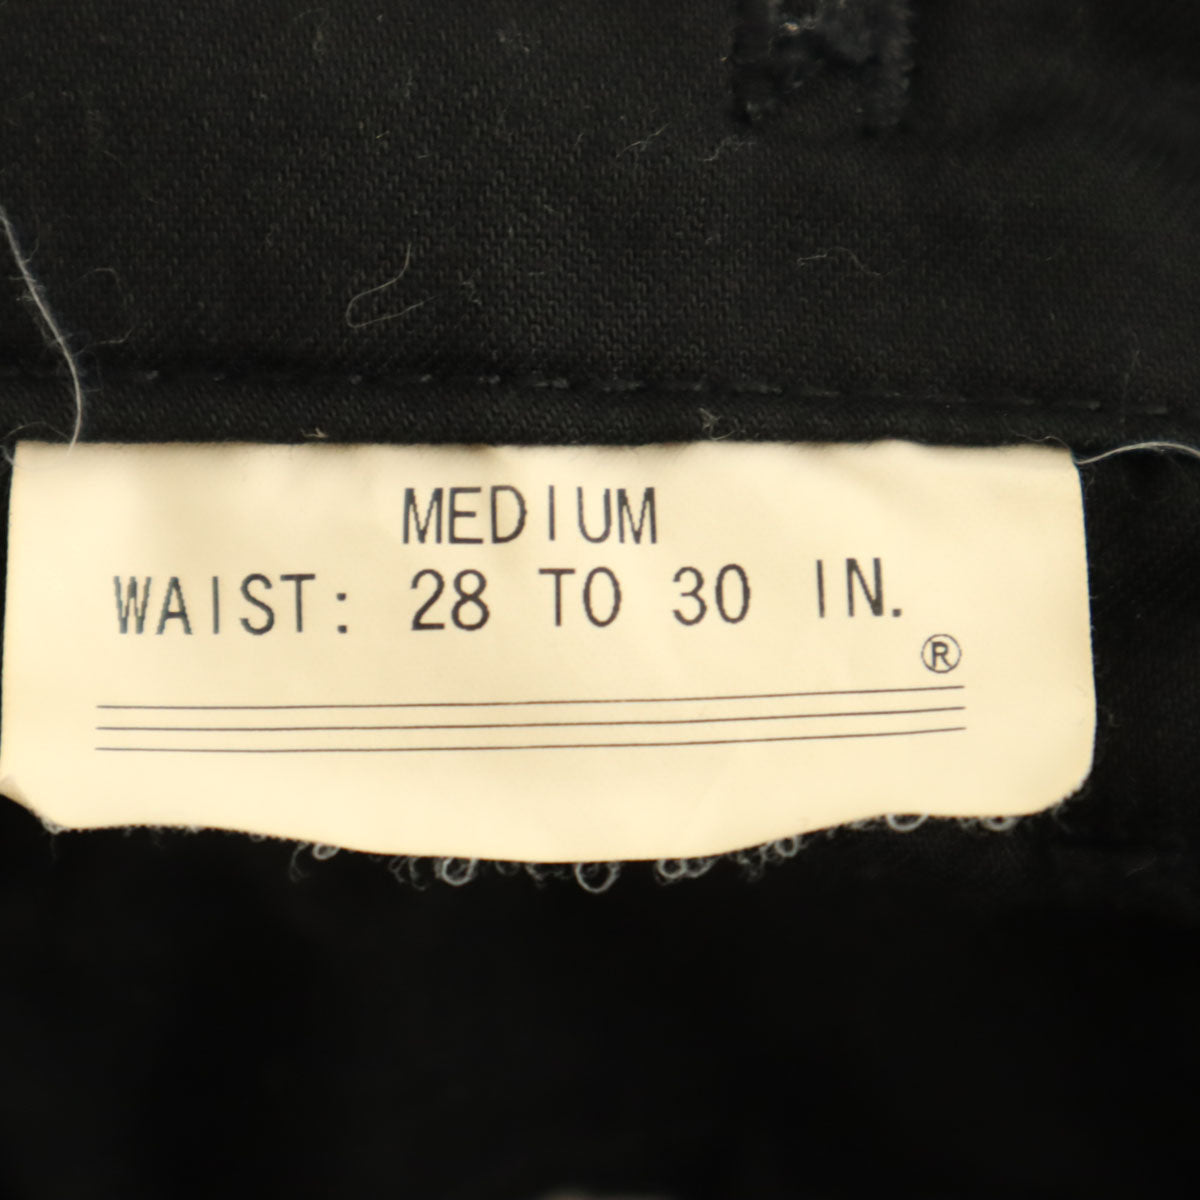 MEDIUM
WAIST: 28 TO 30 IN.
®